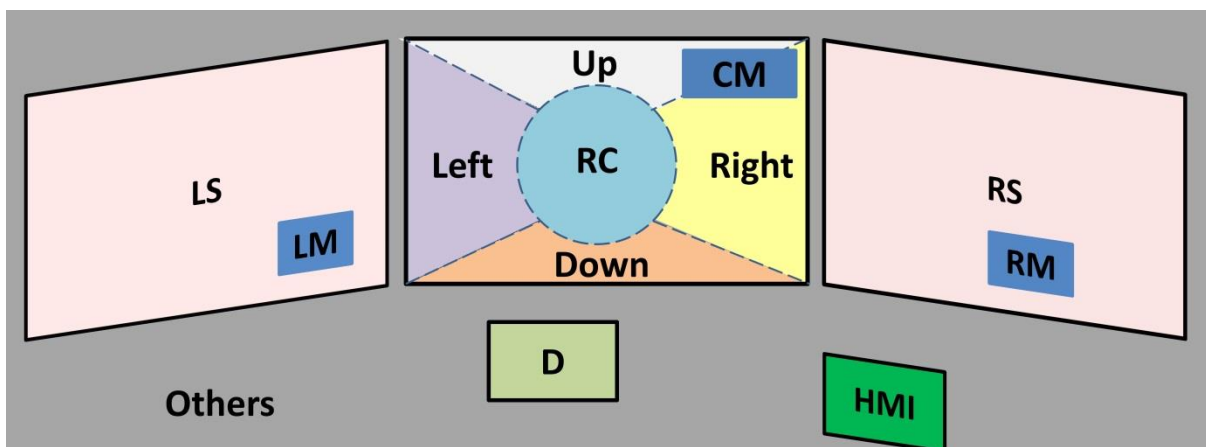 Up
CM
Left
RC
Right
LS
RS
LM
RM
Down
D
HMI
Others